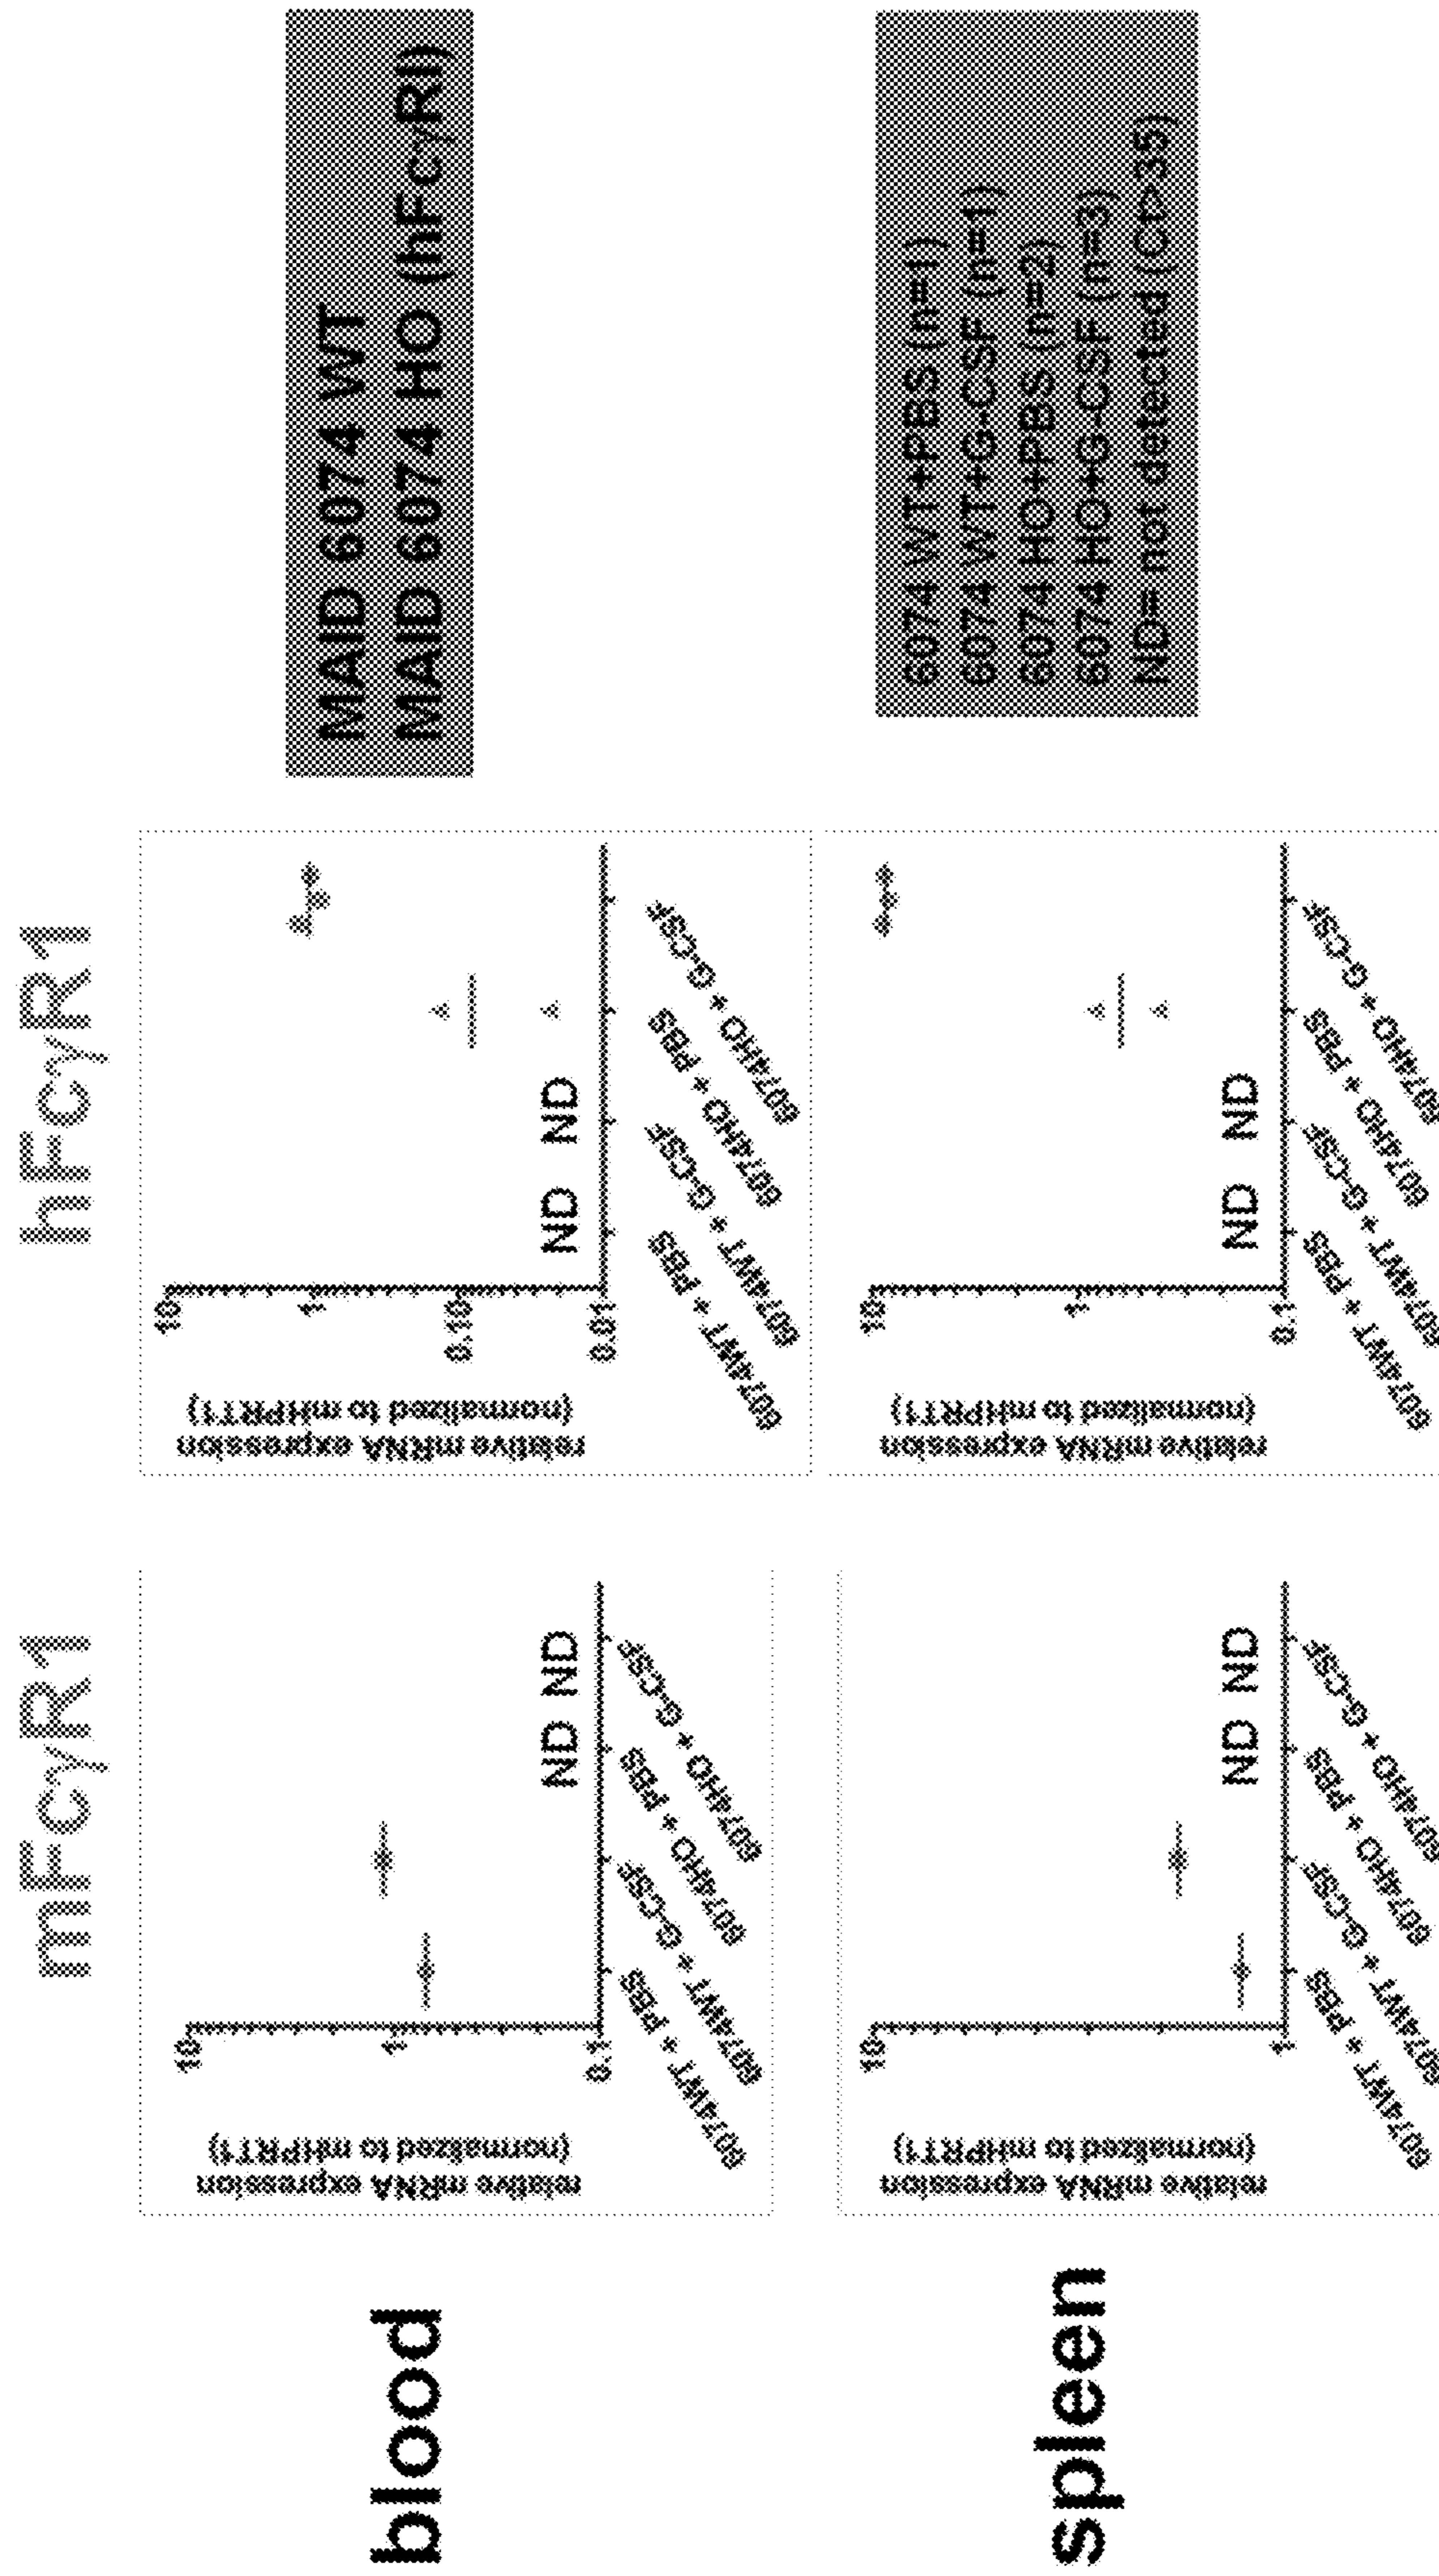 mFcγR1
hFcγR1
blood
relative mRNA expression
(normalized to mHPRT1)
10
1
0.1
ND ND
6074WT + PBS
6074WT + G-CSF
6074HO + PBS
6074HO + G-CSF
relative mRNA expression
(normalized to mHPRT1)
10
1
0.10
0.01
ND ND
6074WT + PBS
6074WT + G-CSF
6074HO + PBS
6074HO + G-CSF
MAID 6074 WT
MAID 6074 HO (hFcγRI)
spleen
relative mRNA expression
(normalized to mHPRT1)
10
1
ND ND
6074WT + PBS
6074WT + G-CSF
6074HO + PBS
6074HO + G-CSF
relative mRNA expression
(normalized to mHPRT1)
10
1
0.1
ND ND
6074WT + PBS
6074WT + G-CSF
6074HO + PBS
6074HO + G-CSF
6074 WT+PBS (n=1)
6074 WT+G-CSF (n=1)
6074 HO+PBS (n=2)
6074 HO+G-CSF (n=3)
ND= not detected (Ct>35)